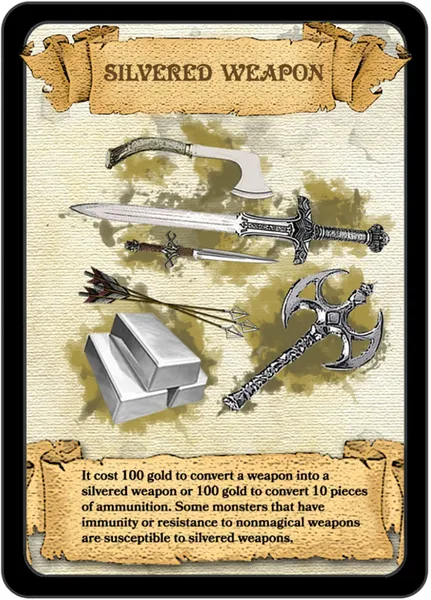 SILVERED WEAPON
It cost 100 gold to convert a weapon into a
silvered weapon or 100 gold to convert 10 pieces
of ammunition. Some monsters that have
immunity or resistance to nonmagical weapons
are susceptible to silvered weapons.